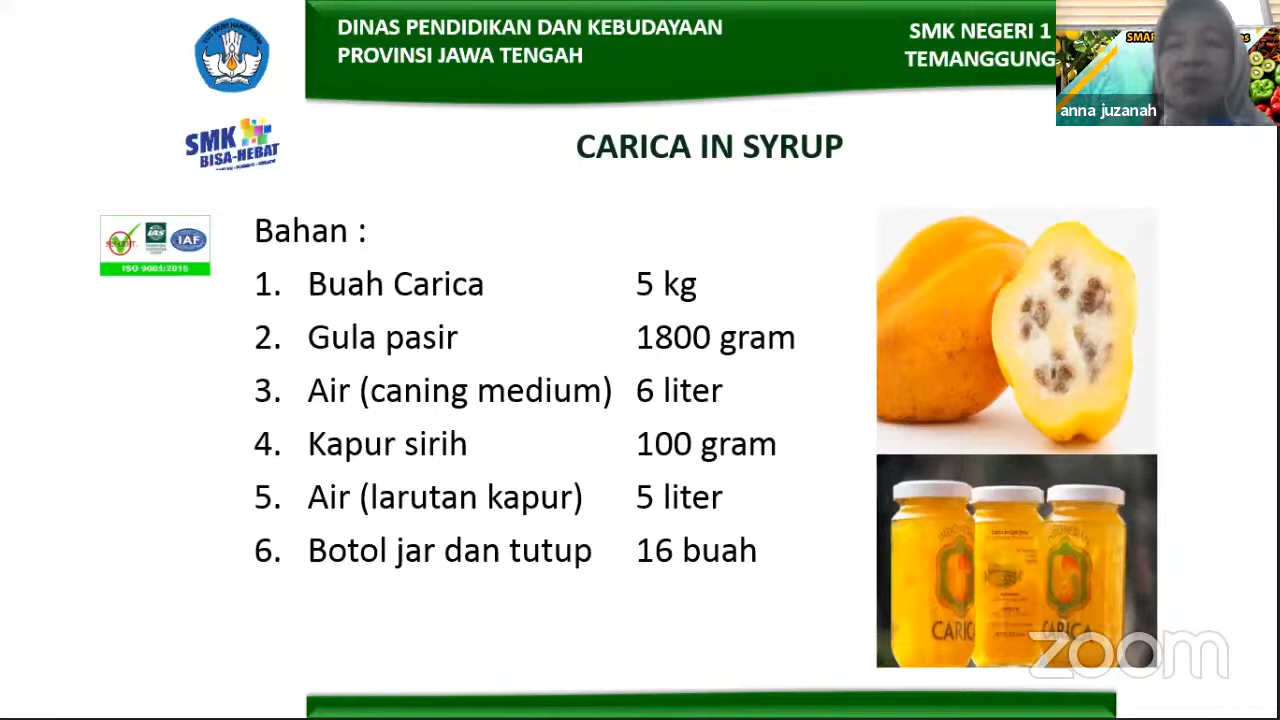 DINAS PENDIDIKAN DAN KEBUDAYAAN
PROVINSI JAWA TENGAH
SMK NEGERI 1
TEMANGGUNG
anna juzanah
SMK
BISA-HEBAT
CARICA IN SYRUP
IAS
IAF
ISO 9001:2015
Bahan :
1. Buah Carica 5 kg
2. Gula pasir 1800 gram
3. Air (caning medium) 6 liter
4. Kapur sirih 100 gram
5. Air (larutan kapur) 5 liter
6. Botol jar dan tutup 16 buah
CARICA
zoom